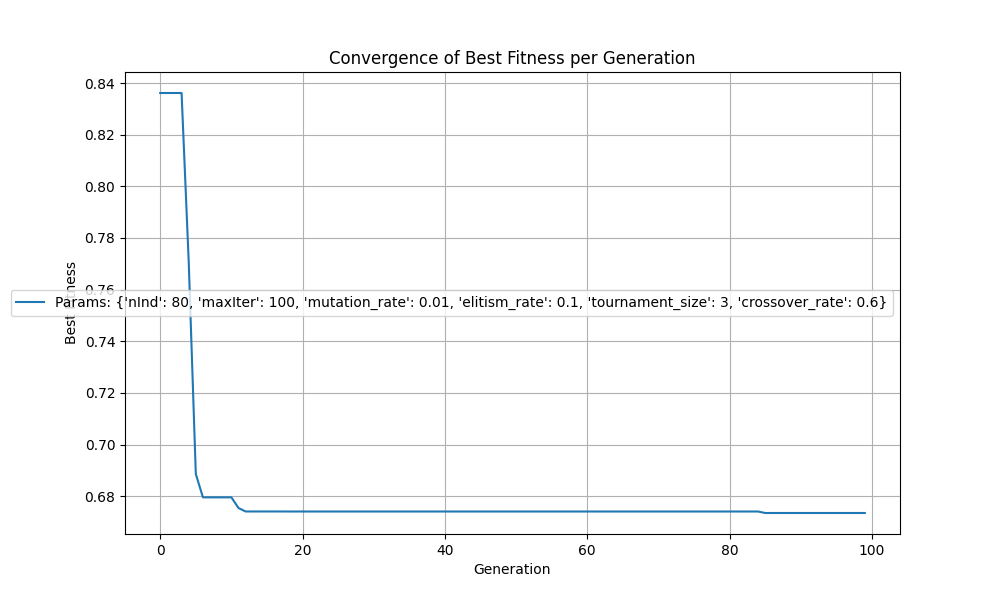 Convergence of Best Fitness per Generation
0.84
0.82
0.80
0.78
0.76
Params: {'nInd': 80, 'maxIter': 100, 'mutation_rate': 0.01, 'elitism_rate': 0.1, 'tournament_size': 3, 'crossover_rate': 0.6}
0.74
0.72
0.70
0.68
Best Fitness
0 20 40 60 80 100
Generation